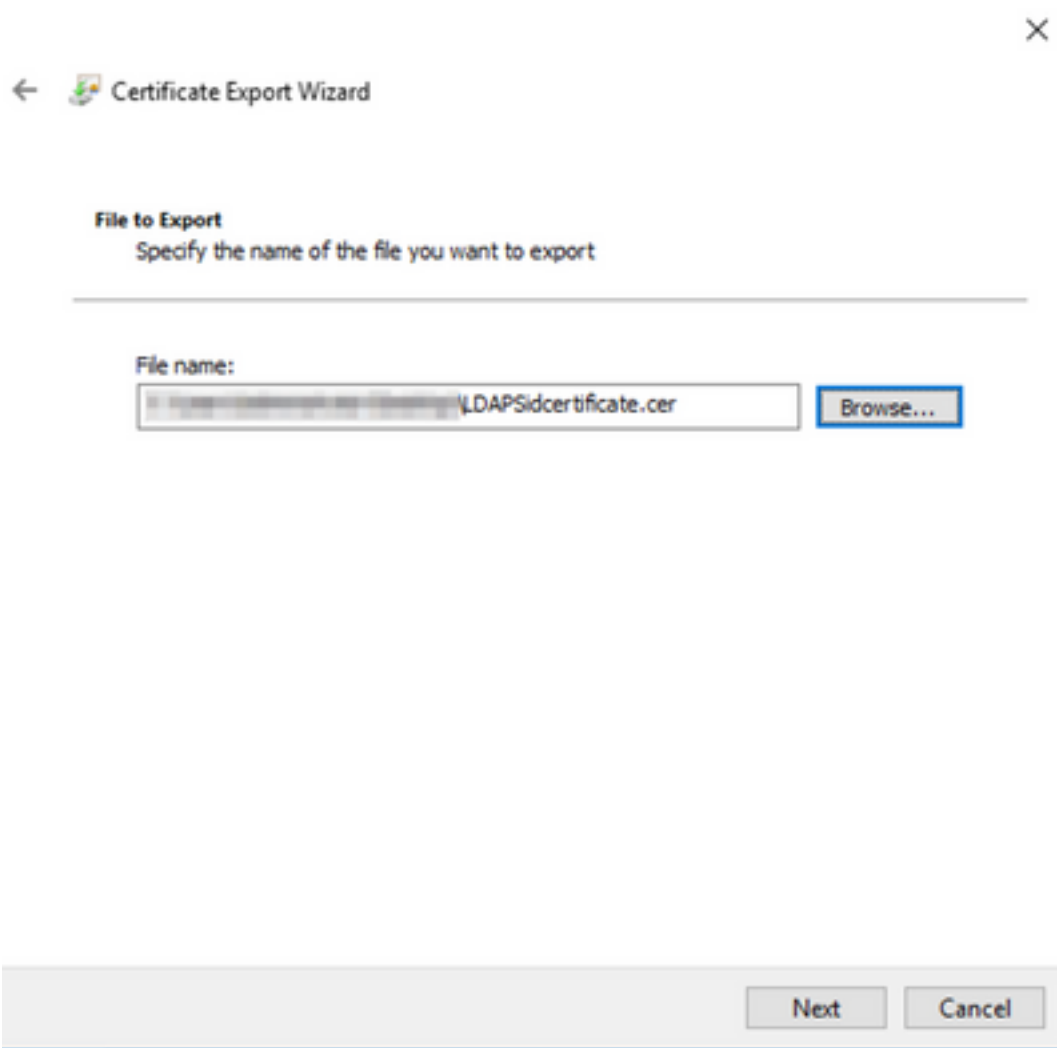 Certificate Export Wizard
File to Export
Specify the name of the file you want to export
File name:
\LDAPSidcertificate.cer
Browse...
Next
Cancel